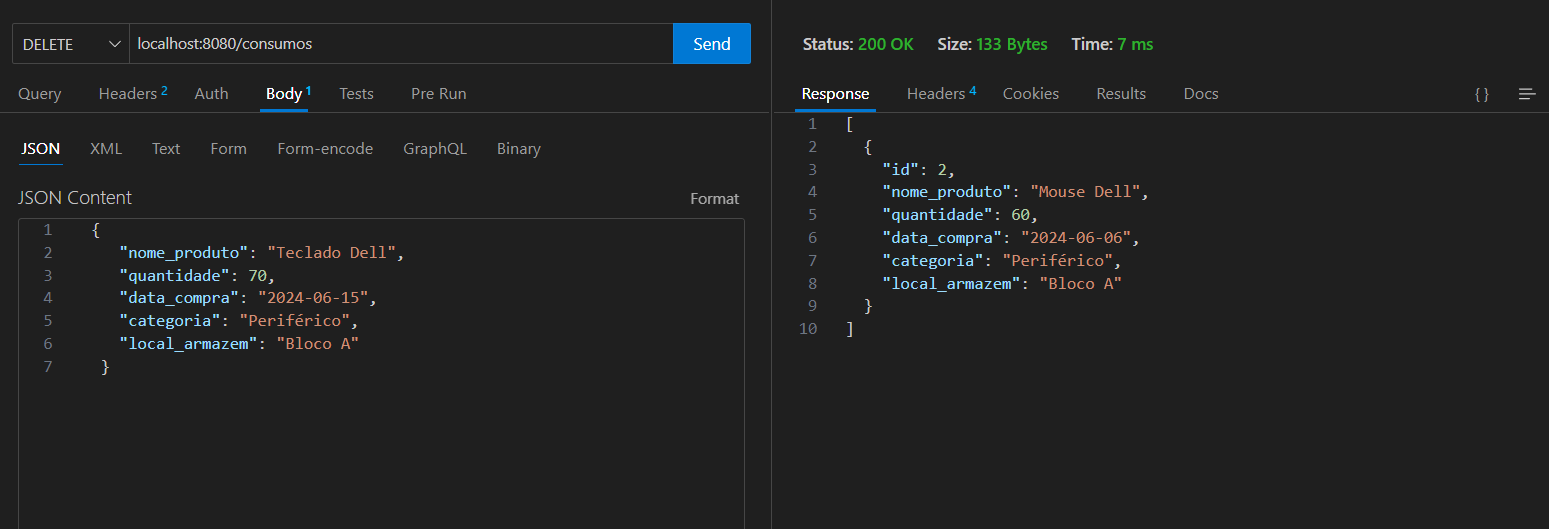 DELETE localhost:8080/consumos Send
Query Headers 2 Auth Body 1 Tests Pre Run
JSON XML Text Form Form-encode GraphQL Binary
JSON Content Format
1 {
2 "nome_produto": "Teclado Dell",
3 "quantidade": 70,
4 "data_compra": "2024-06-15",
5 "categoria": "Periférico",
6 "local_armazem": "Bloco A"
7 }
Status: 200 OK Size: 133 Bytes Time: 7 ms
Response Headers 4 Cookies Results Docs { }
1 [
2 {
3 "id": 2,
4 "nome_produto": "Mouse Dell",
5 "quantidade": 60,
6 "data_compra": "2024-06-06",
7 "categoria": "Periférico",
8 "local_armazem": "Bloco A"
9 }
10 ]